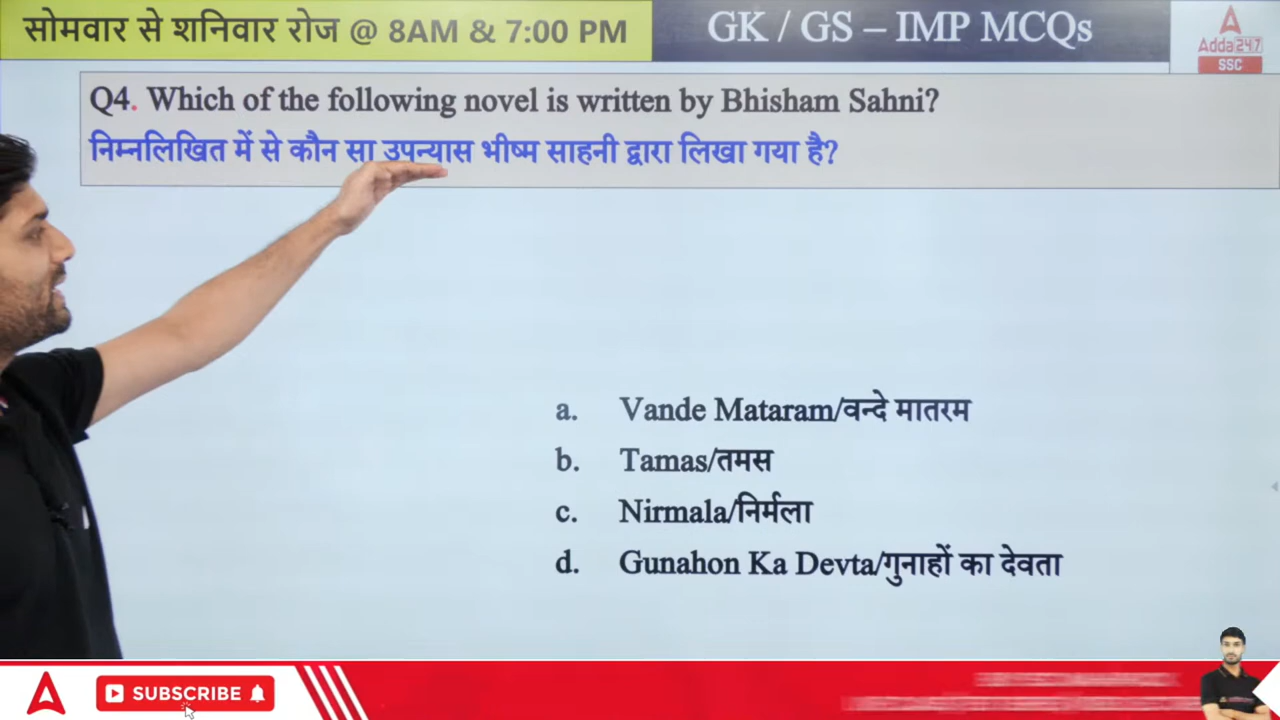 सोमवार से शनिवार रोज @ 8AM & 7:00 PM
GK / GS – IMP MCQs
Adda 247
SSC
Q4. Which of the following novel is written by Bhisham Sahni?
निम्नलिखित में से कौन सा उपन्यास भीष्म साहनी द्वारा लिखा गया है?
a. Vande Mataram/वन्दे मातरम
b. Tamas/तमस
c. Nirmala/निर्मला
d. Gunahon Ka Devta/गुनाहों का देवता
SUBSCRIBE